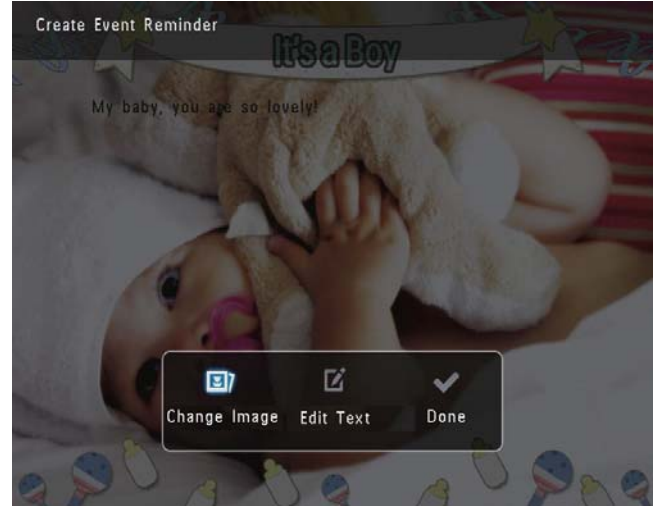 Create Event Reminder
It's a Boy
My baby, you are so lovely!
Change Image Edit Text Done